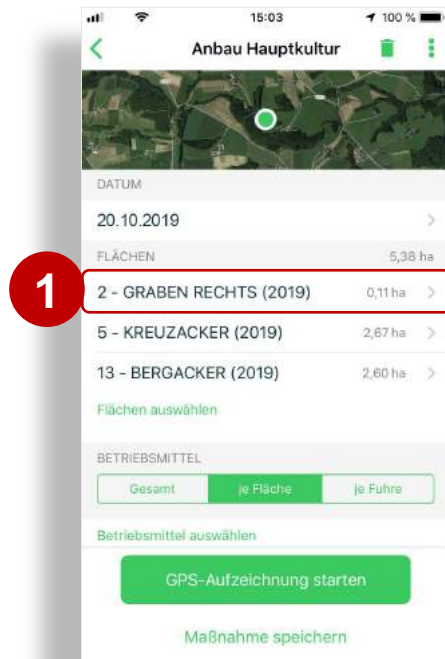 15:03 100 %
Anbau Hauptkultur
DATUM
20.10.2019
FLÄCHEN 5,38 ha
1
2 - GRABEN RECHTS (2019) 0,11 ha
5 - KREUZACKER (2019) 2,67 ha
13 - BERGACKER (2019) 2,60 ha
Flächen auswählen
BETRIEBSMITTEL
Gesamt je Fläche je Fuhre
Betriebsmittel auswählen
GPS-Aufzeichnung starten
Maßnahme speichern